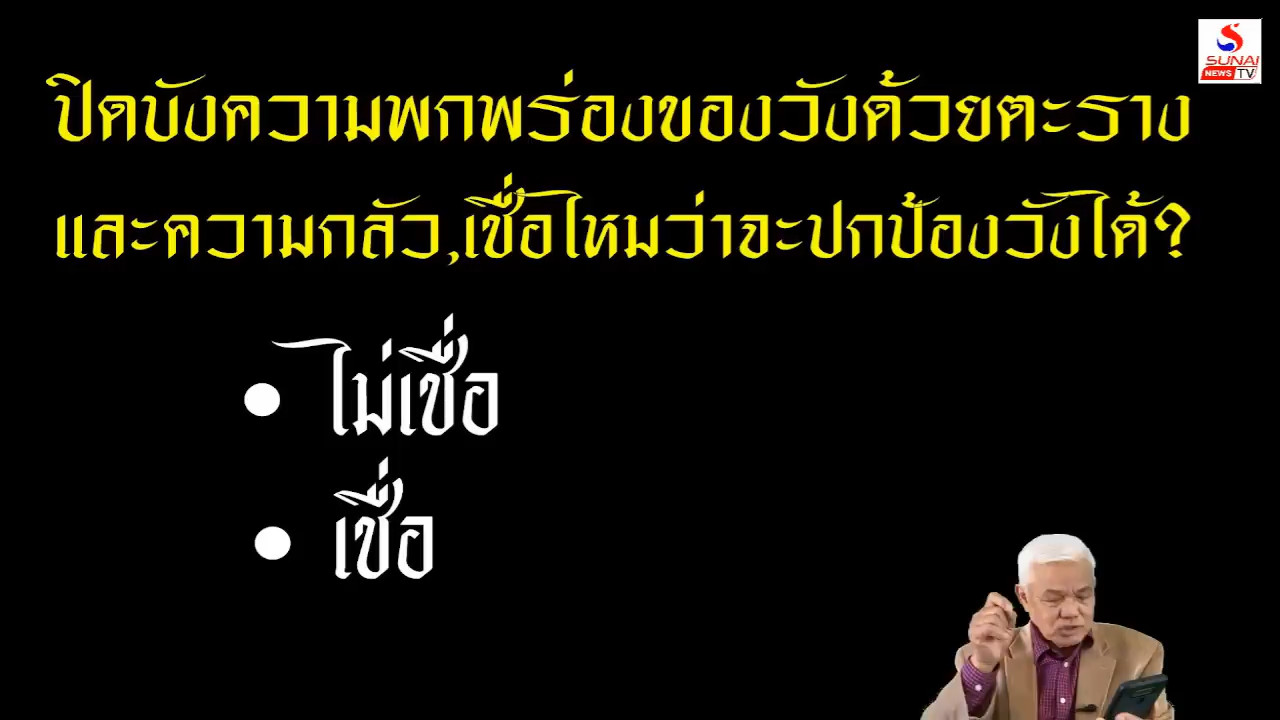 SUNAI
NEWS TV
ปิดบังความพกพร่องของวังด้วยตะราง
และความกลัว,เชื่อไหมว่าจะปกป้องวังได้?
• ไม่เชื่อ
• เชื่อ